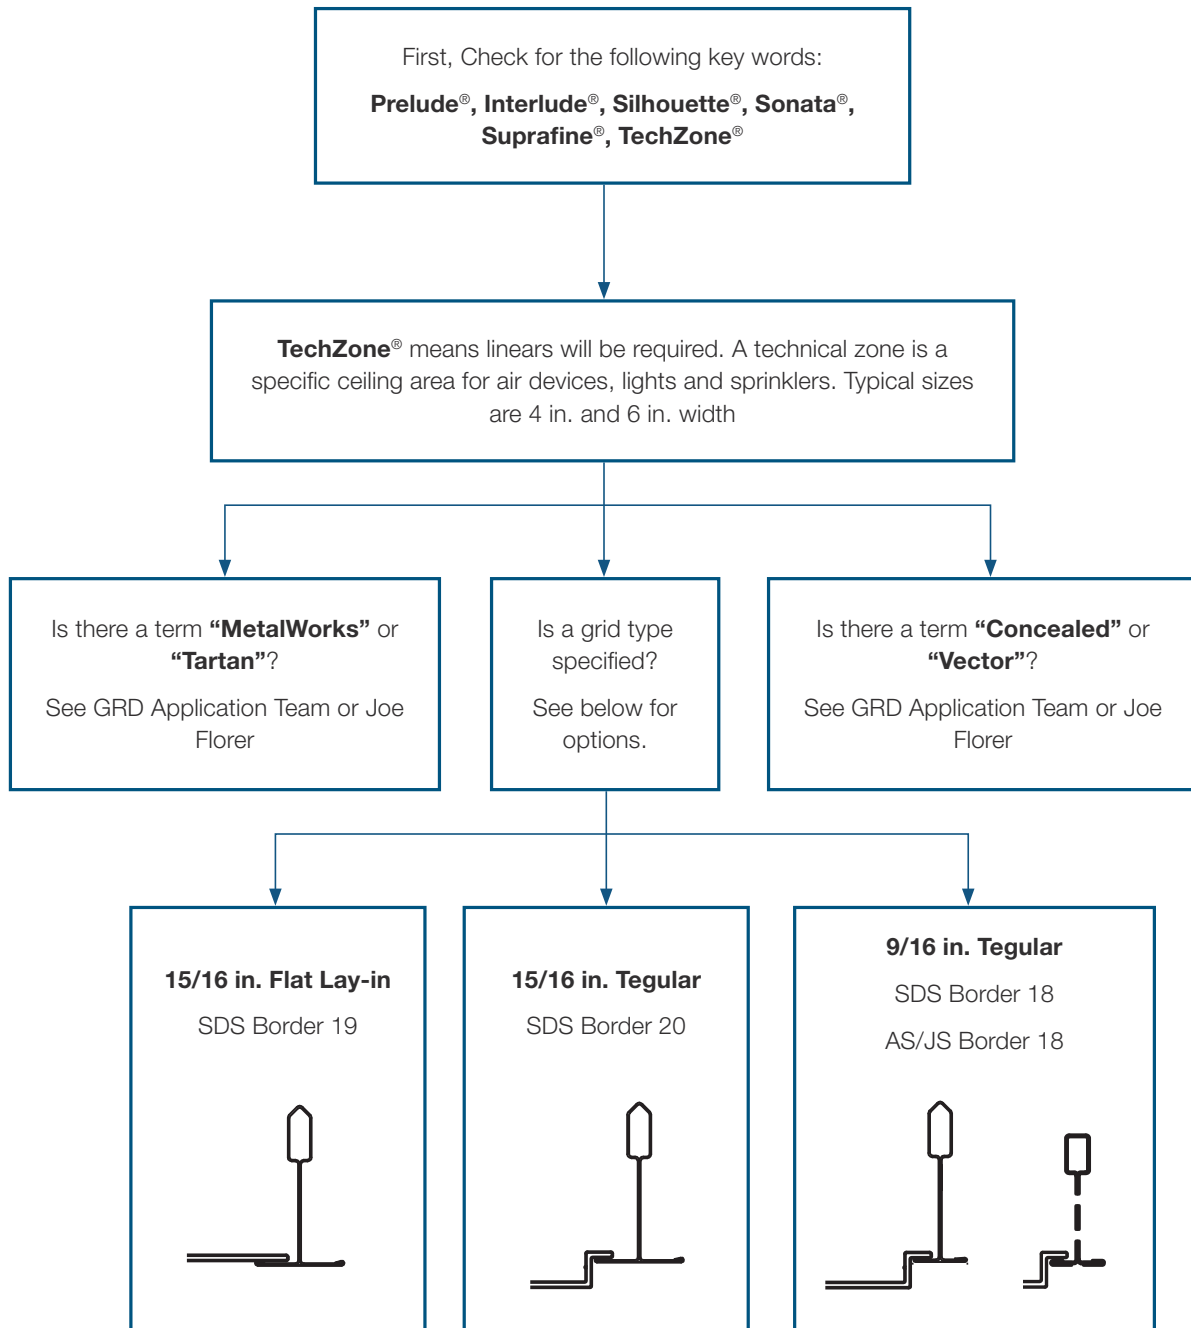 First, Check for the following key words:
Prelude®, Interlude®, Silhouette®, Sonata®,
Suprafine®, TechZone®
TechZone® means linears will be required. A technical zone is a
specific ceiling area for air devices, lights and sprinklers. Typical sizes
are 4 in. and 6 in. width
Is there a term “MetalWorks” or
“Tartan”?
See GRD Application Team or Joe
Florer
Is a grid type
specified?
See below for
options.
Is there a term “Concealed” or
“Vector”?
See GRD Application Team or Joe
Florer
15/16 in. Flat Lay-in
SDS Border 19
15/16 in. Tegular
SDS Border 20
9/16 in. Tegular
SDS Border 18
AS/JS Border 18